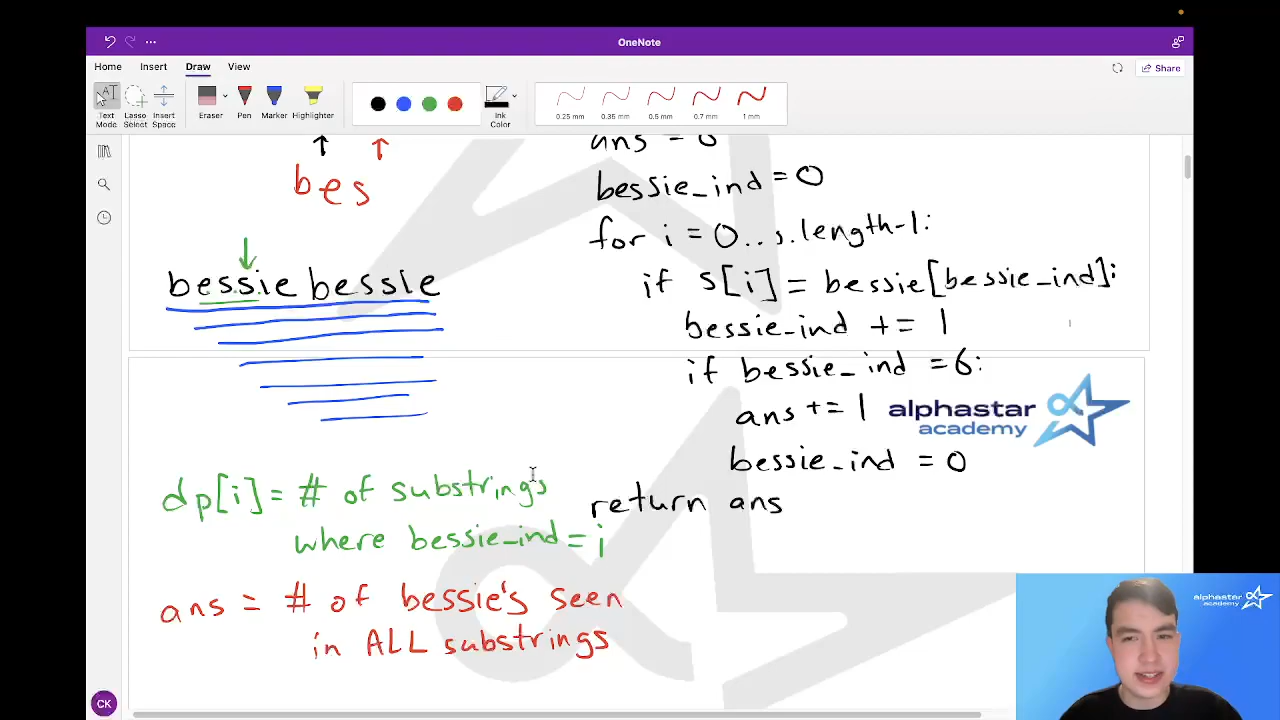 OneNote
Home Insert Draw View
Share
Text Mode
Lasso Select
Insert Space
Eraser
Pen
Marker
Highlighter
Ink Color
0.25 mm
0.35 mm
0.5 mm
0.7 mm
1 mm
bes
bessiebessie
dp[i] = # of substrings
where bessie_ind = i
ans = # of bessie's seen
in ALL substrings
ans = 0
bessie_ind = 0
for i = 0..s.length-1:
if s[i] = bessie[bessie_ind]:
bessie_ind += 1
if bessie_ind = 6:
ans += 1
bessie_ind = 0
return ans
alphastar
academy
alphastar
academy
CK